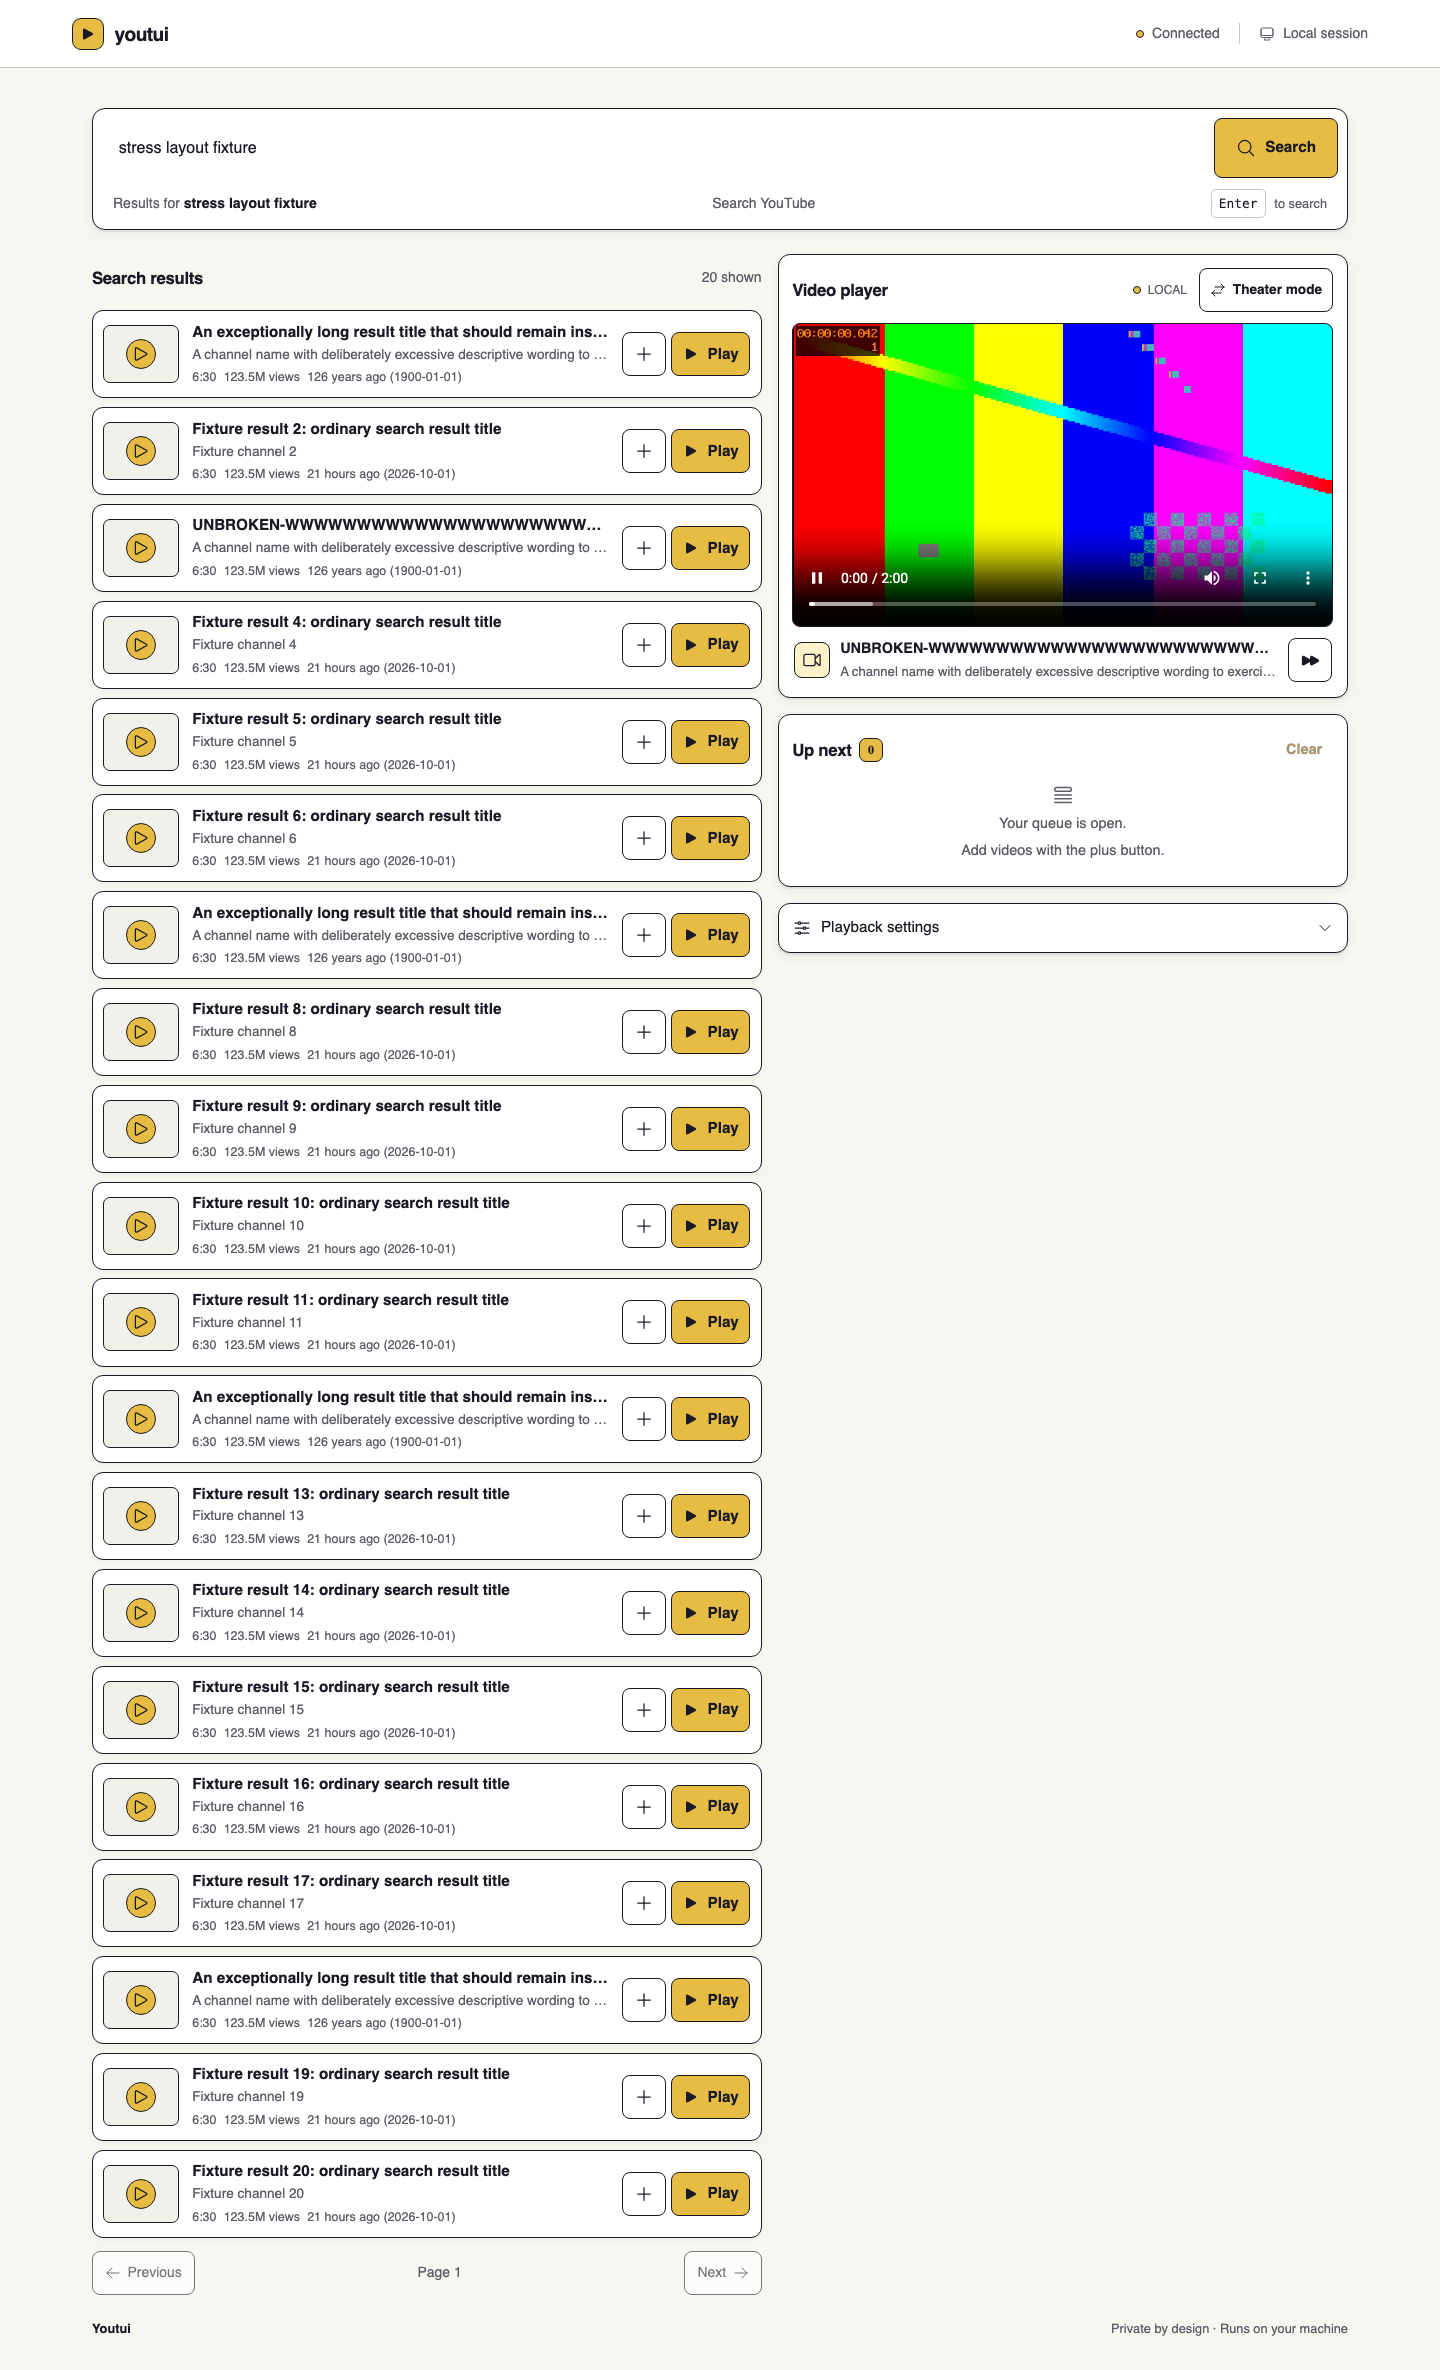 youtui
Connected
Local session
stress layout fixture
Search
Results for stress layout fixture
Search YouTube
Enter to search
Search results
20 shown
An exceptionally long result title that should remain ins...
A channel name with deliberately excessive descriptive wording to ...
6:30 123.5M views 126 years ago (1900-01-01)
Play
Fixture result 2: ordinary search result title
Fixture channel 2
6:30 123.5M views 21 hours ago (2026-10-01)
Play
UNBROKEN-WWWWWWWWWWWWWWWWWWWWW...
A channel name with deliberately excessive descriptive wording to ...
6:30 123.5M views 126 years ago (1900-01-01)
Play
Fixture result 4: ordinary search result title
Fixture channel 4
6:30 123.5M views 21 hours ago (2026-10-01)
Play
Fixture result 5: ordinary search result title
Fixture channel 5
6:30 123.5M views 21 hours ago (2026-10-01)
Play
Fixture result 6: ordinary search result title
Fixture channel 6
6:30 123.5M views 21 hours ago (2026-10-01)
Play
An exceptionally long result title that should remain ins...
A channel name with deliberately excessive descriptive wording to ...
6:30 123.5M views 126 years ago (1900-01-01)
Play
Fixture result 8: ordinary search result title
Fixture channel 8
6:30 123.5M views 21 hours ago (2026-10-01)
Play
Fixture result 9: ordinary search result title
Fixture channel 9
6:30 123.5M views 21 hours ago (2026-10-01)
Play
Fixture result 10: ordinary search result title
Fixture channel 10
6:30 123.5M views 21 hours ago (2026-10-01)
Play
Fixture result 11: ordinary search result title
Fixture channel 11
6:30 123.5M views 21 hours ago (2026-10-01)
Play
An exceptionally long result title that should remain ins...
A channel name with deliberately excessive descriptive wording to ...
6:30 123.5M views 126 years ago (1900-01-01)
Play
Fixture result 13: ordinary search result title
Fixture channel 13
6:30 123.5M views 21 hours ago (2026-10-01)
Play
Fixture result 14: ordinary search result title
Fixture channel 14
6:30 123.5M views 21 hours ago (2026-10-01)
Play
Fixture result 15: ordinary search result title
Fixture channel 15
6:30 123.5M views 21 hours ago (2026-10-01)
Play
Fixture result 16: ordinary search result title
Fixture channel 16
6:30 123.5M views 21 hours ago (2026-10-01)
Play
Fixture result 17: ordinary search result title
Fixture channel 17
6:30 123.5M views 21 hours ago (2026-10-01)
Play
An exceptionally long result title that should remain ins...
A channel name with deliberately excessive descriptive wording to ...
6:30 123.5M views 126 years ago (1900-01-01)
Play
Fixture result 19: ordinary search result title
Fixture channel 19
6:30 123.5M views 21 hours ago (2026-10-01)
Play
Fixture result 20: ordinary search result title
Fixture channel 20
6:30 123.5M views 21 hours ago (2026-10-01)
Play
Previous
Page 1
Next
Video player
LOCAL
Theater mode
00:00:00.042
1
0:00 / 2:00
UNBROKEN-WWWWWWWWWWWWWWWWWWWWWWWW...
A channel name with deliberately excessive descriptive wording to exerci...
Up next 0
Clear
Your queue is open.
Add videos with the plus button.
Playback settings
Youtui
Private by design · Runs on your machine